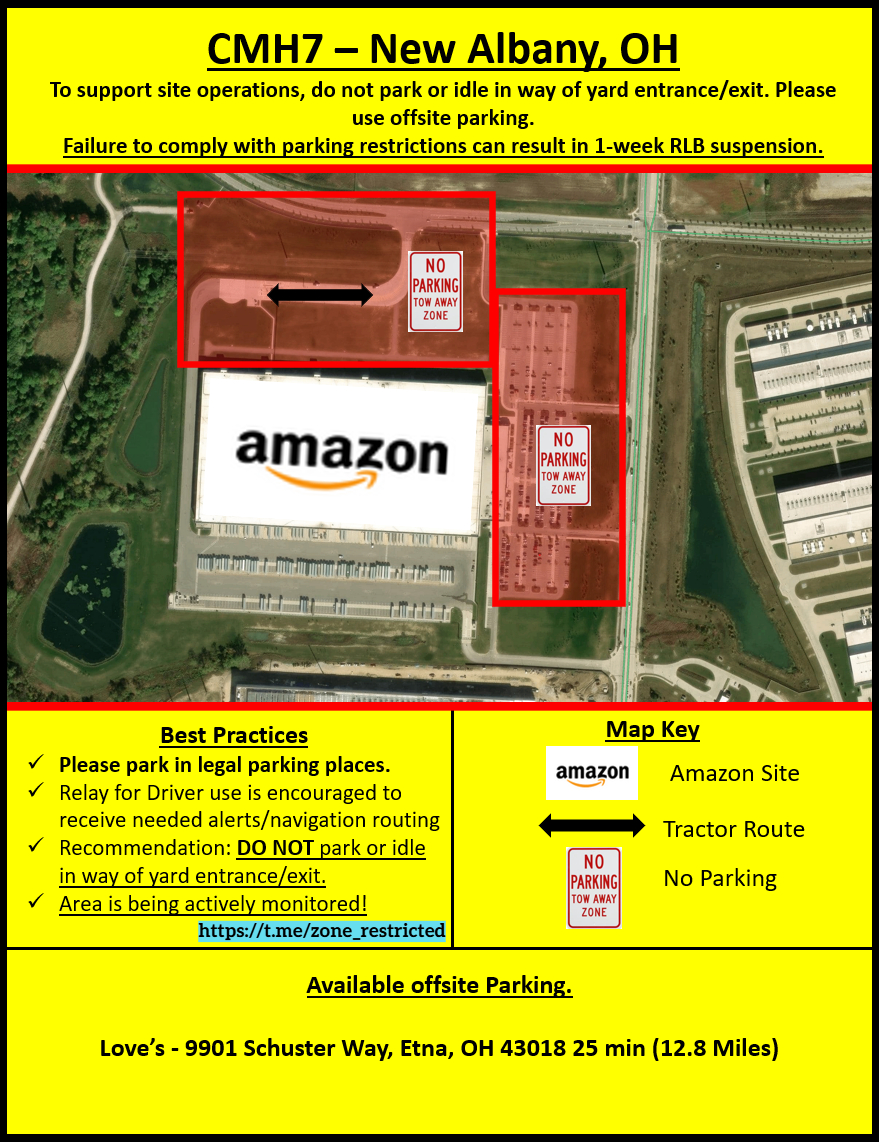 CMH7 – New Albany, OH
To support site operations, do not park or idle in way of yard entrance/exit. Please
use offsite parking.
Failure to comply with parking restrictions can result in 1-week RLB suspension.
NO
PARKING
TOW AWAY
ZONE
amazon
NO
PARKING
TOW AWAY
ZONE
Best Practices
✓ Please park in legal parking places.
✓ Relay for Driver use is encouraged to
receive needed alerts/navigation routing
✓ Recommendation: DO NOT park or idle
in way of yard entrance/exit.
✓ Area is being actively monitored!
https://t.me/zone_restricted
Map Key
amazon Amazon Site
Tractor Route
NO
PARKING
TOW AWAY
ZONE
No Parking
Available offsite Parking.
Love’s - 9901 Schuster Way, Etna, OH 43018 25 min (12.8 Miles)